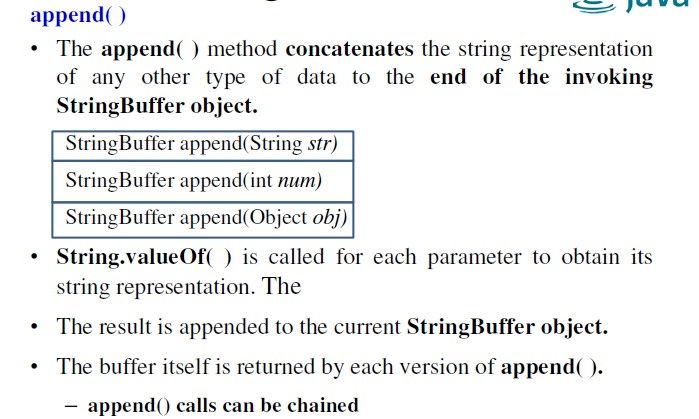 append( )
• The append( ) method concatenates the string representation
of any other type of data to the end of the invoking
StringBuffer object.
StringBuffer append(String str)
StringBuffer append(int num)
StringBuffer append(Object obj)
• String.valueOf( ) is called for each parameter to obtain its
string representation. The
• The result is appended to the current StringBuffer object.
• The buffer itself is returned by each version of append( ).
– append() calls can be chained